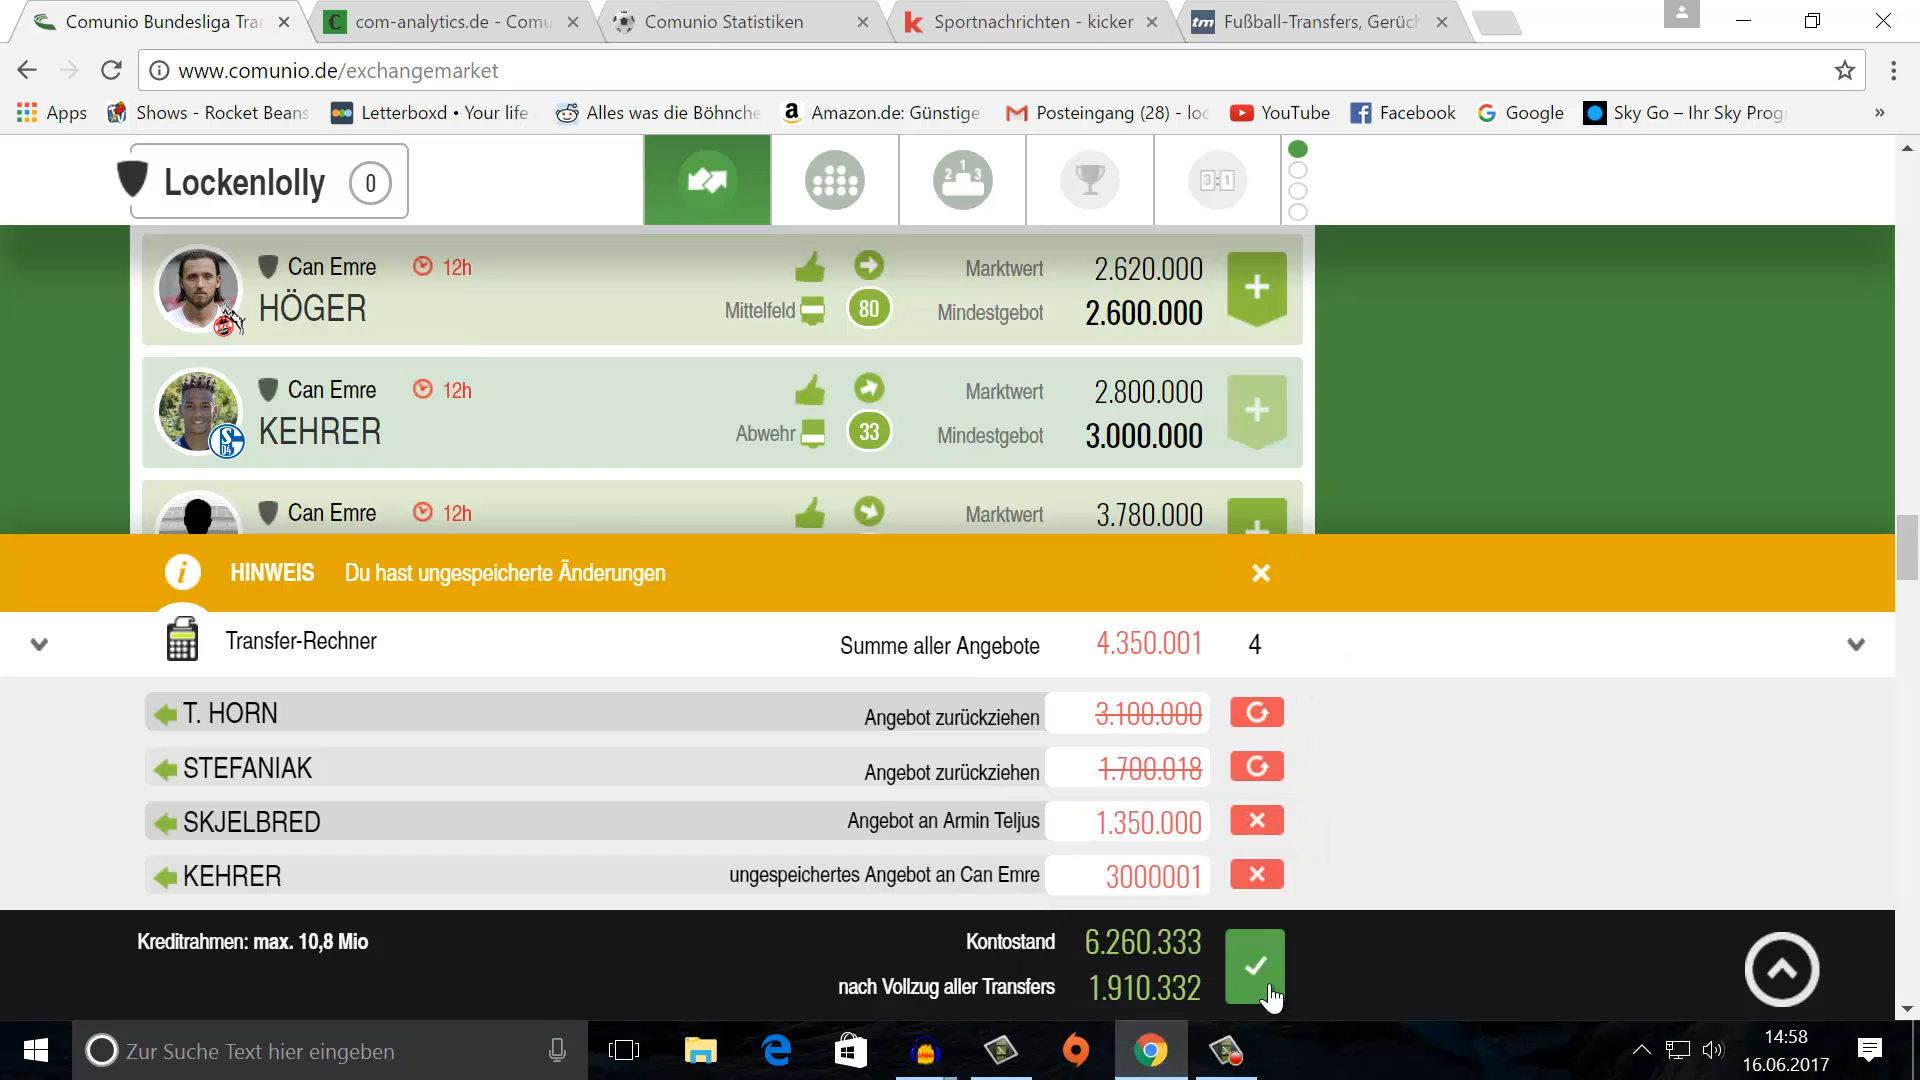 Comunio Bundesliga Tra
com-analytics.de - Comu
Comunio Statistiken
Sportnachrichten - kicker
tm Fußball-Transfers, Gerüch
www.comunio.de/exchangemarket
Apps
Shows - Rocket Beans
Letterboxd • Your life
Alles was die Böhnche
Amazon.de: Günstige
Posteingang (28) - loc
YouTube
Facebook
Google
Sky Go – Ihr Sky Prog
»
Lockenlolly 0
1 2 3
3:1
Can Emre 12h Marktwert 2.620.000
HÖGER Mittelfeld 80 Mindestgebot 2.600.000
Can Emre 12h Marktwert 2.800.000
KEHRER Abwehr 33 Mindestgebot 3.000.000
Can Emre 12h Marktwert 3.780.000
i HINWEIS Du hast ungespeicherte Änderungen
Transfer-Rechner Summe aller Angebote 4.350.001 4
T. HORN Angebot zurückziehen 3.100.000
STEFANIAK Angebot zurückziehen 1.700.018
SKJELBRED Angebot an Armin Teljus 1.350.000
KEHRER ungespeichertes Angebot an Can Emre 3000001
Kreditrahmen: max. 10,8 Mio Kontostand 6.260.333
nach Vollzug aller Transfers 1.910.332
Zur Suche Text hier eingeben
14:58
16.06.2017